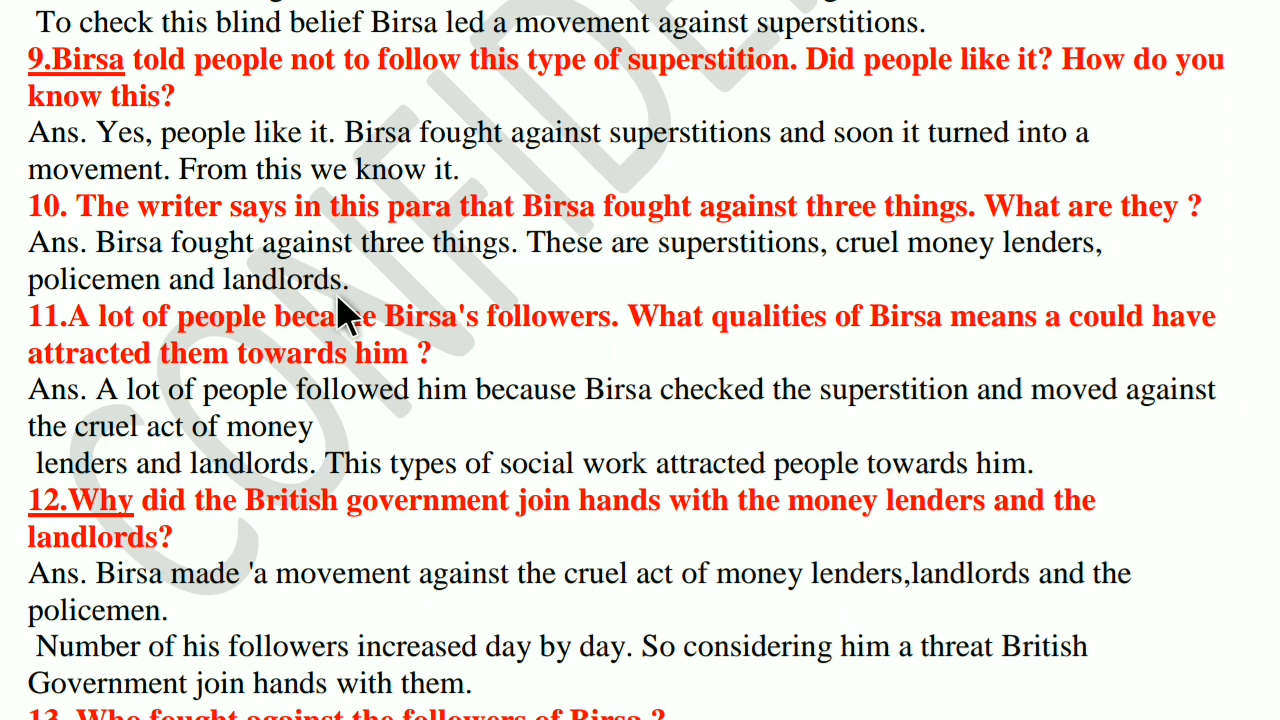 To check this blind belief Birsa led a movement against superstitions.
9.Birsa told people not to follow this type of superstition. Did people like it? How do you
know this?
Ans. Yes, people like it. Birsa fought against superstitions and soon it turned into a
movement. From this we know it.
10. The writer says in this para that Birsa fought against three things. What are they ?
Ans. Birsa fought against three things. These are superstitions, cruel money lenders,
policemen and landlords.
11.A lot of people became Birsa's followers. What qualities of Birsa means a could have
attracted them towards him ?
Ans. A lot of people followed him because Birsa checked the superstition and moved against
the cruel act of money
lenders and landlords. This types of social work attracted people towards him.
12.Why did the British government join hands with the money lenders and the
landlords?
Ans. Birsa made 'a movement against the cruel act of money lenders,landlords and the
policemen.
Number of his followers increased day by day. So considering him a threat British
Government join hands with them.
13. Who fought against the followers of Birsa ?